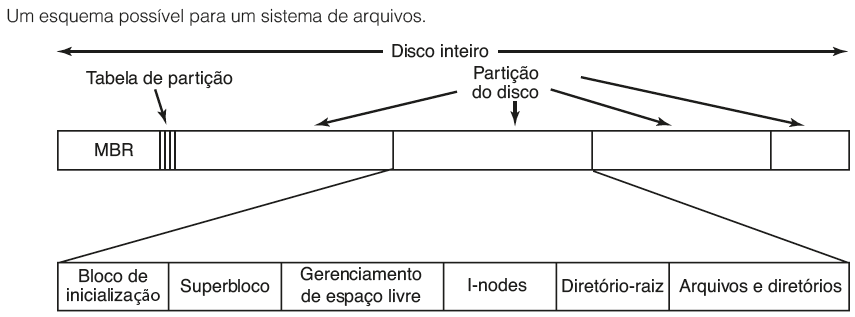 Um esquema possível para um sistema de arquivos.
Disco inteiro
Tabela de partição
Partição
do disco
MBR
Bloco de
inicialização
Superbloco
Gerenciamento
de espaço livre
I-nodes
Diretório-raiz
Arquivos e diretórios